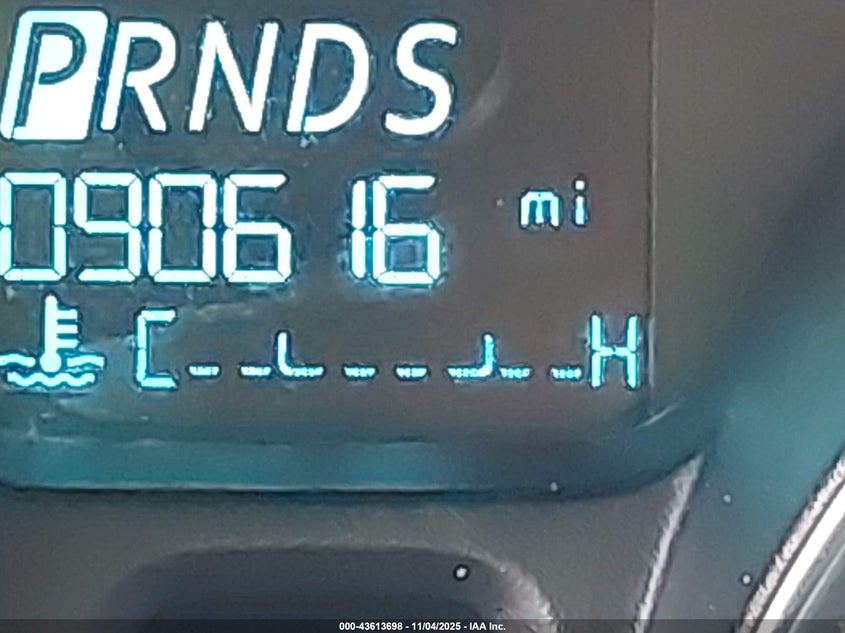 PRNDS
090616 mi
C H
000-43613698 - 11/04/2025 - IAA Inc.